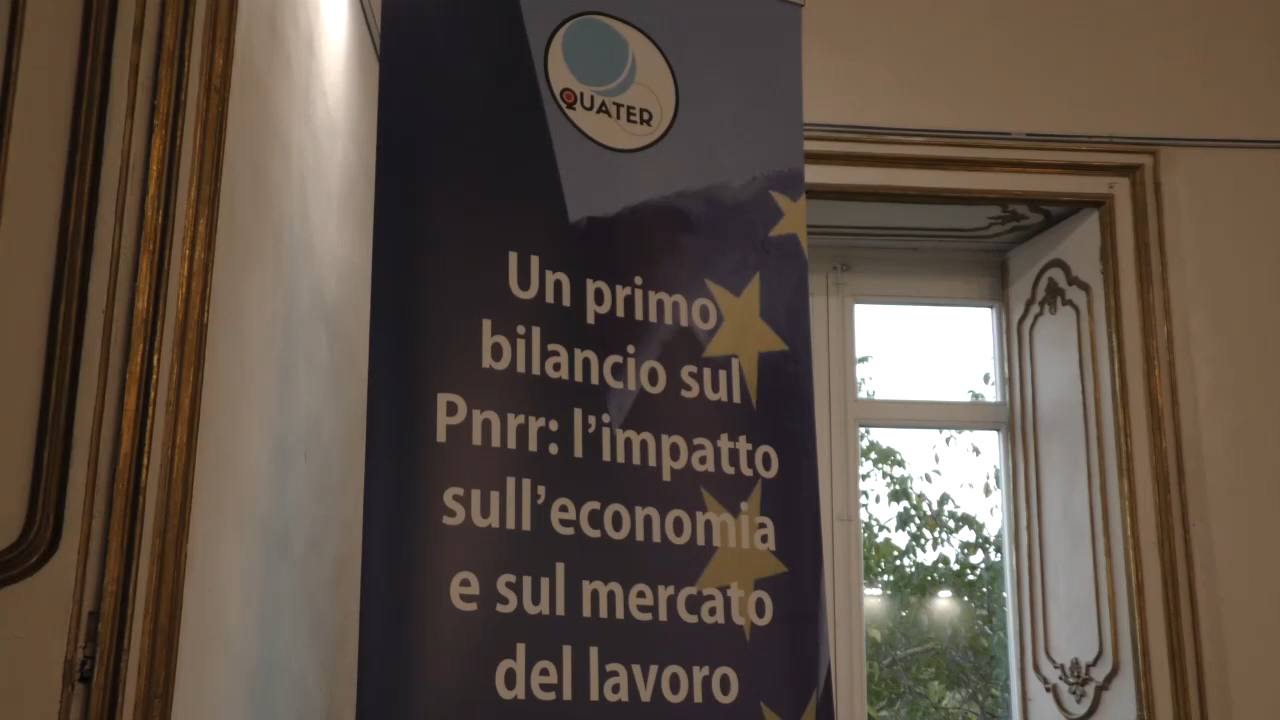 QUATER
Un primo
bilancio sul
Pnrr: l'impatto
sull'economia
e sul mercato
del lavoro